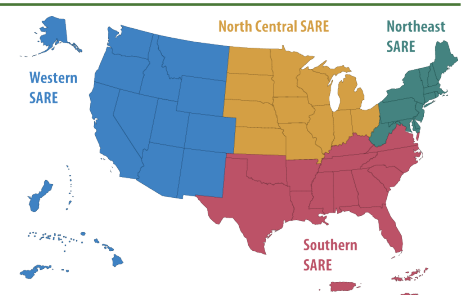 North Central SARE
Northeast
SARE
Western
SARE
Southern
SARE